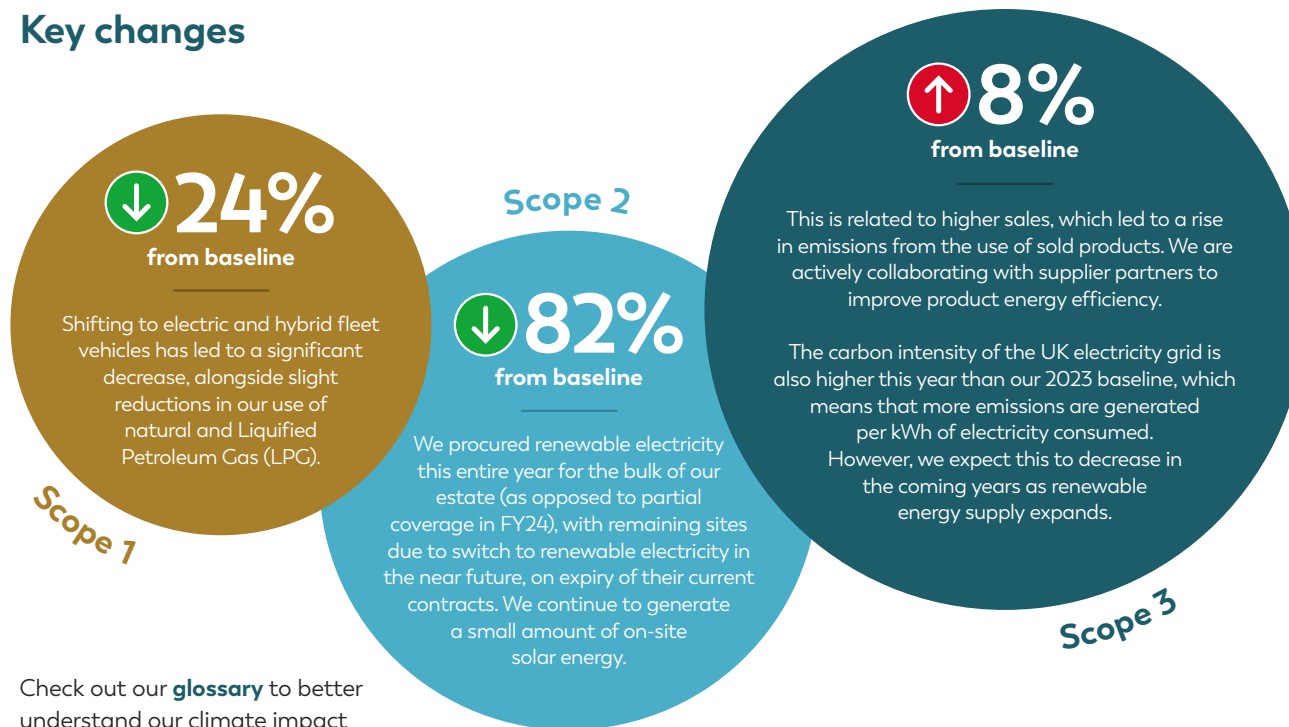 Key changes
24%
from baseline
Shifting to electric and hybrid fleet
vehicles has led to a significant
decrease, alongside slight
reductions in our use of
natural and Liquified
Petroleum Gas (LPG).
Scope 1
Scope 2
82%
from baseline
We procured renewable electricity
this entire year for the bulk of our
estate (as opposed to partial
coverage in FY24), with remaining sites
due to switch to renewable electricity in
the near future, on expiry of their current
contracts. We continue to generate
a small amount of on-site
solar energy.
8%
from baseline
This is related to higher sales, which led to a rise
in emissions from the use of sold products. We are
actively collaborating with supplier partners to
improve product energy efficiency.
The carbon intensity of the UK electricity grid is
also higher this year than our 2023 baseline, which
means that more emissions are generated
per kWh of electricity consumed.
However, we expect this to decrease in
the coming years as renewable
energy supply expands.
Scope 3
Check out our glossary to better
understand our climate impact